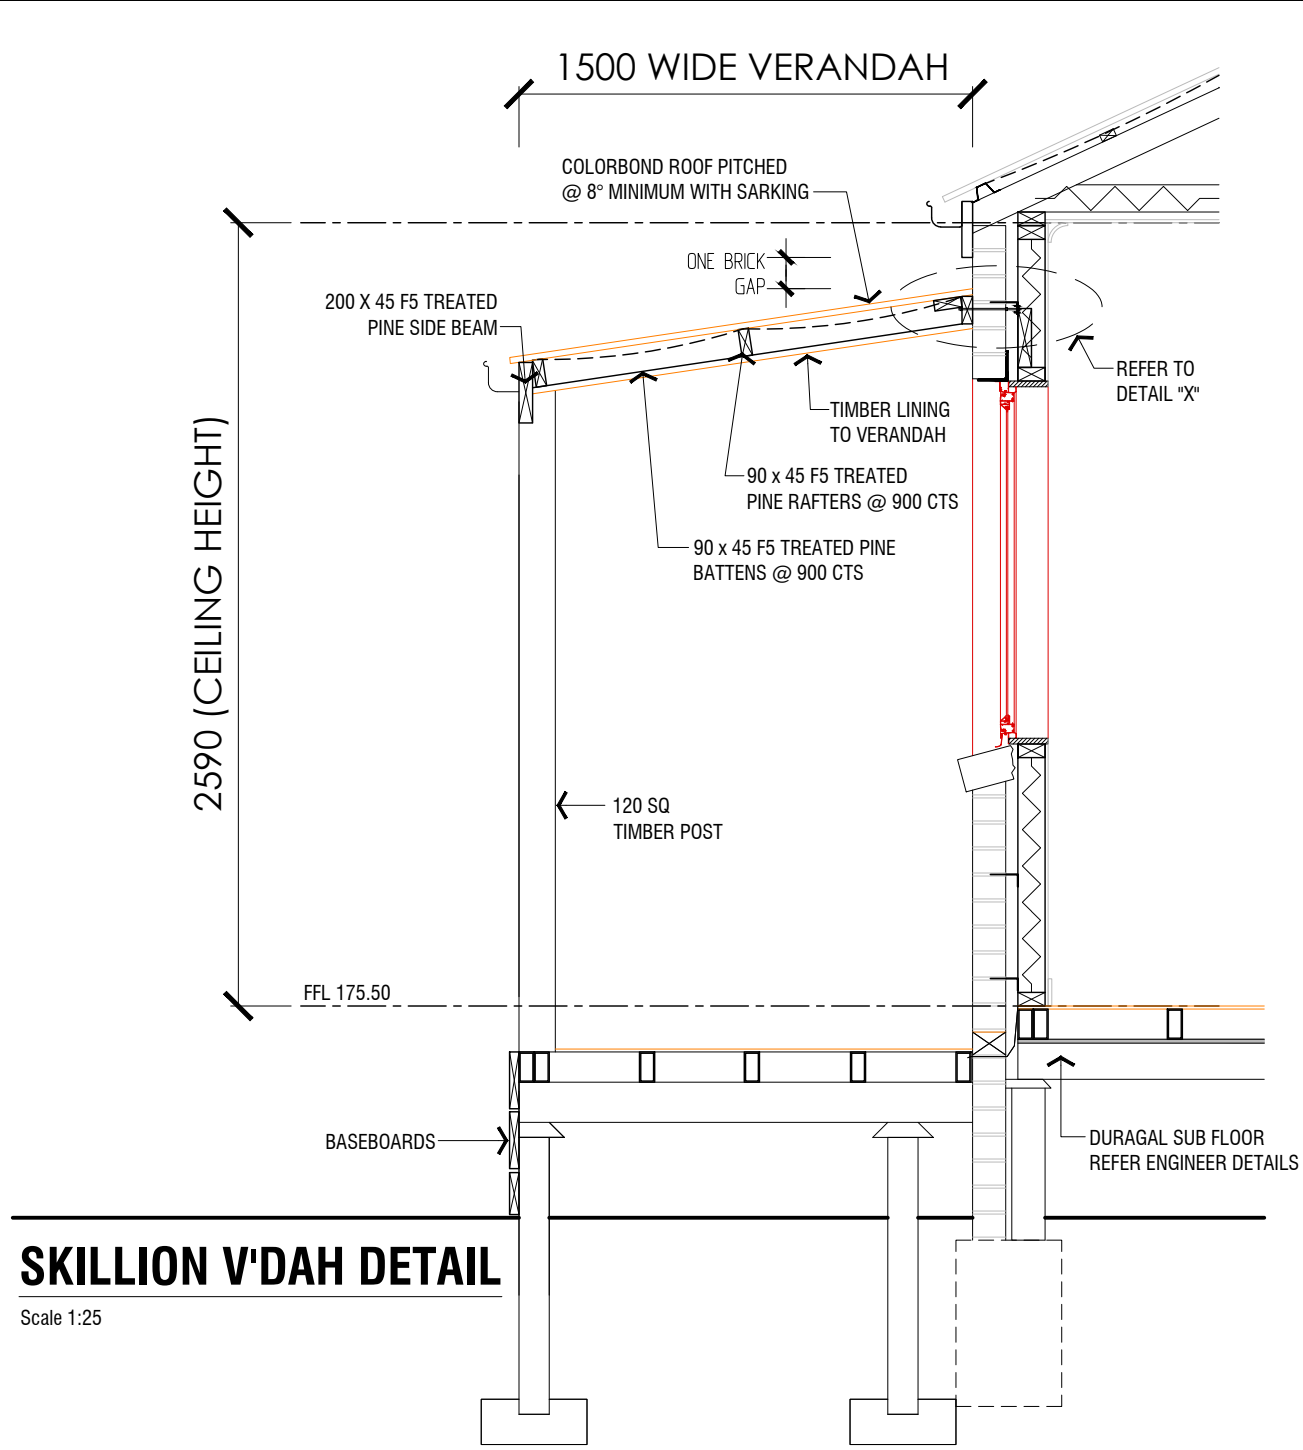 1500 WIDE VERANDAH
COLORBOND ROOF PITCHED
@ 8° MINIMUM WITH SARKING
ONE BRICK
GAP
200 X 45 F5 TREATED
PINE SIDE BEAM
REFER TO
DETAIL "X"
TIMBER LINING
TO VERANDAH
90 x 45 F5 TREATED
PINE RAFTERS @ 900 CTS
90 x 45 F5 TREATED PINE
BATTENS @ 900 CTS
2590 (CEILING HEIGHT)
120 SQ
TIMBER POST
FFL 175.50
BASEBOARDS
DURAGAL SUB FLOOR
REFER ENGINEER DETAILS
SKILLION V'DAH DETAIL
Scale 1:25